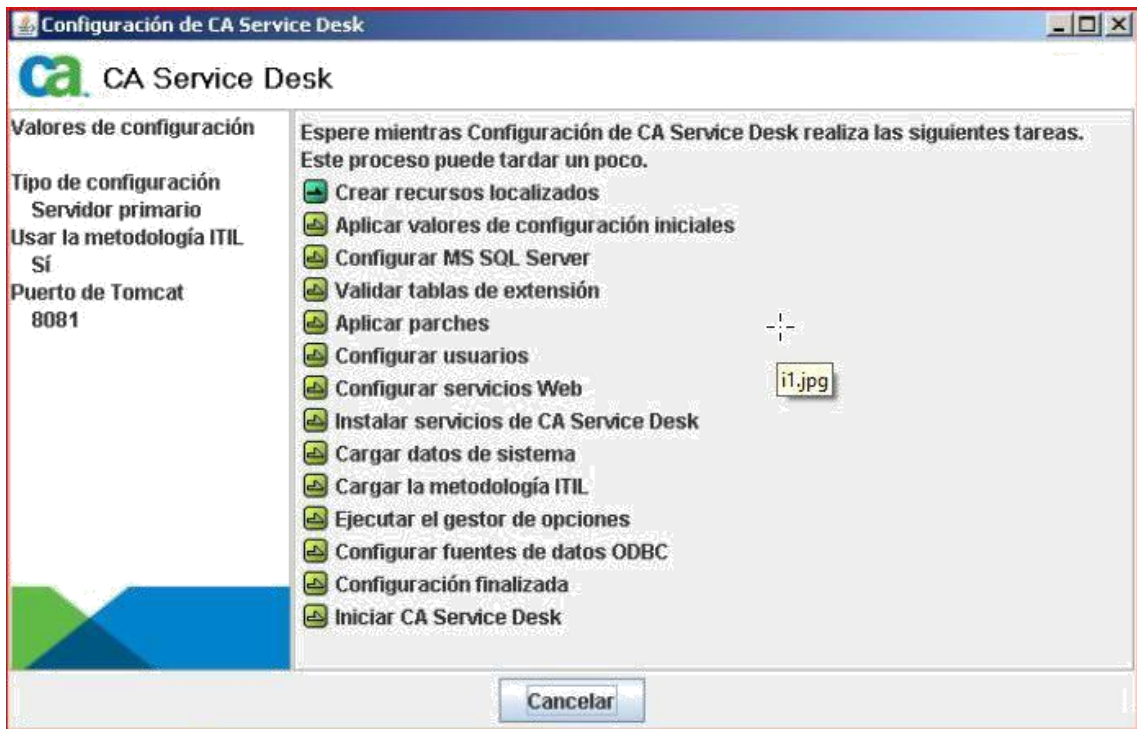 Configuración de CA Service Desk
ca
CA Service Desk
Valores de configuración
Tipo de configuración
Servidor primario
Usar la metodología ITIL
Sí
Puerto de Tomcat
8081
Espere mientras Configuración de CA Service Desk realiza las siguientes tareas.
Este proceso puede tardar un poco.
Crear recursos localizados
Aplicar valores de configuración iniciales
Configurar MS SQL Server
Validar tablas de extensión
Aplicar parches
Configurar usuarios
Configurar servicios Web
Instalar servicios de CA Service Desk
Cargar datos de sistema
Cargar la metodología ITIL
Ejecutar el gestor de opciones
Configurar fuentes de datos ODBC
Configuración finalizada
Iniciar CA Service Desk
i1.jpg
Cancelar